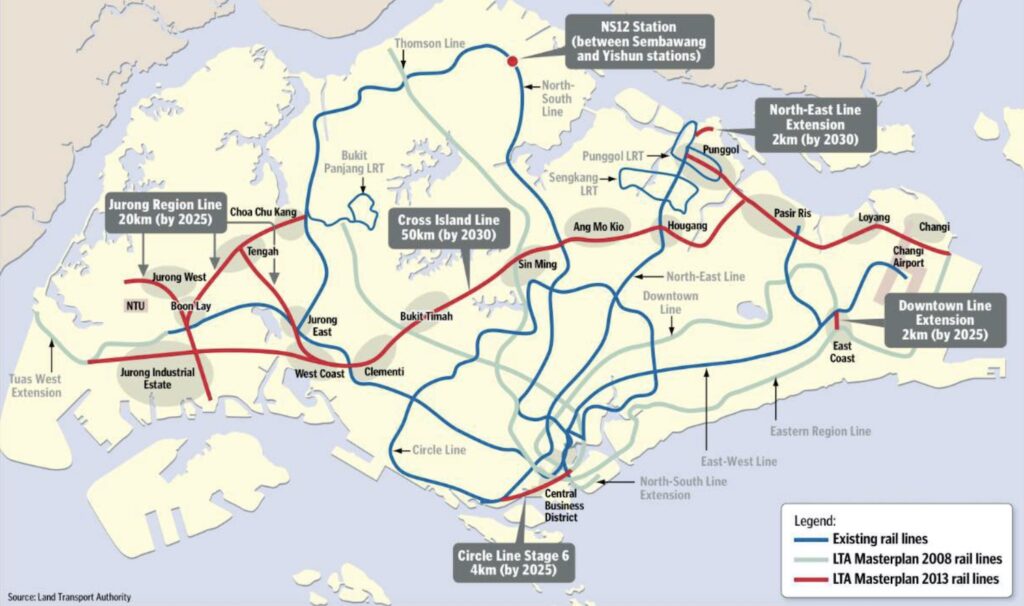 NS12 Station
(between Sembawang
and Yishun stations)
Thomson Line
North-
South
Line
North-East Line
Extension
2km (by 2030)
Punggol
Punggol LRT
Sengkang
LRT
Bukit
Panjang LRT
Jurong Region Line
20km (by 2025)
Choa Chu Kang
Cross Island Line
50km (by 2030)
Ang Mo Kio
Hougang
Pasir Ris
Loyang
Changi
Tengah
Sin Ming
Changi
Airport
Jurong West
NTU
Boon Lay
North-East Line
Downtown
Line
Downtown Line
Extension
2km (by 2025)
Bukit Timah
Jurong
East
East
Coast
Tuas West
Extension
Jurong Industrial
Estate
West Coast
Clementi
Eastern Region Line
Circle Line
East-West Line
North-South Line
Extension
Central
Business
District
Circle Line Stage 6
4km (by 2025)
Legend:
Existing rail lines
LTA Masterplan 2008 rail lines
LTA Masterplan 2013 rail lines
Source: Land Transport Authority